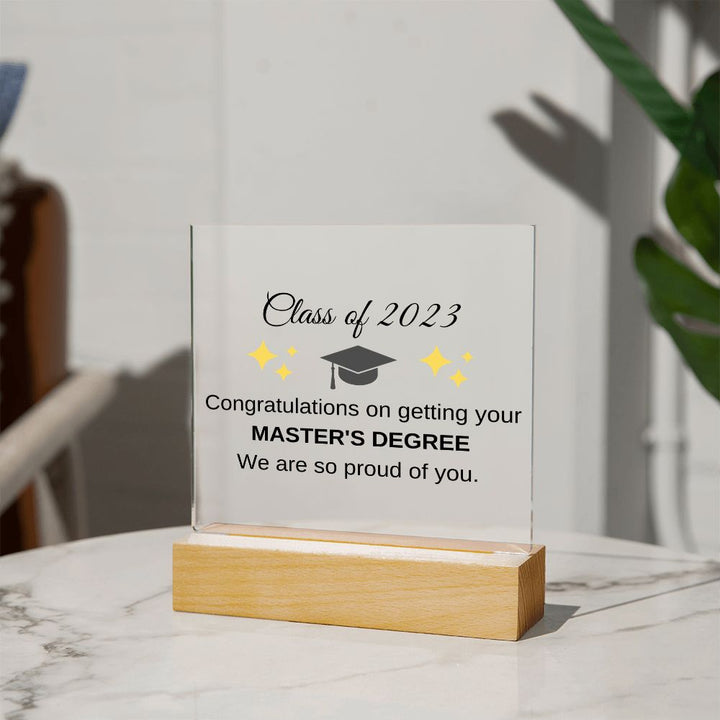 Class of 2023
Congratulations on getting your
MASTER'S DEGREE
We are so proud of you.